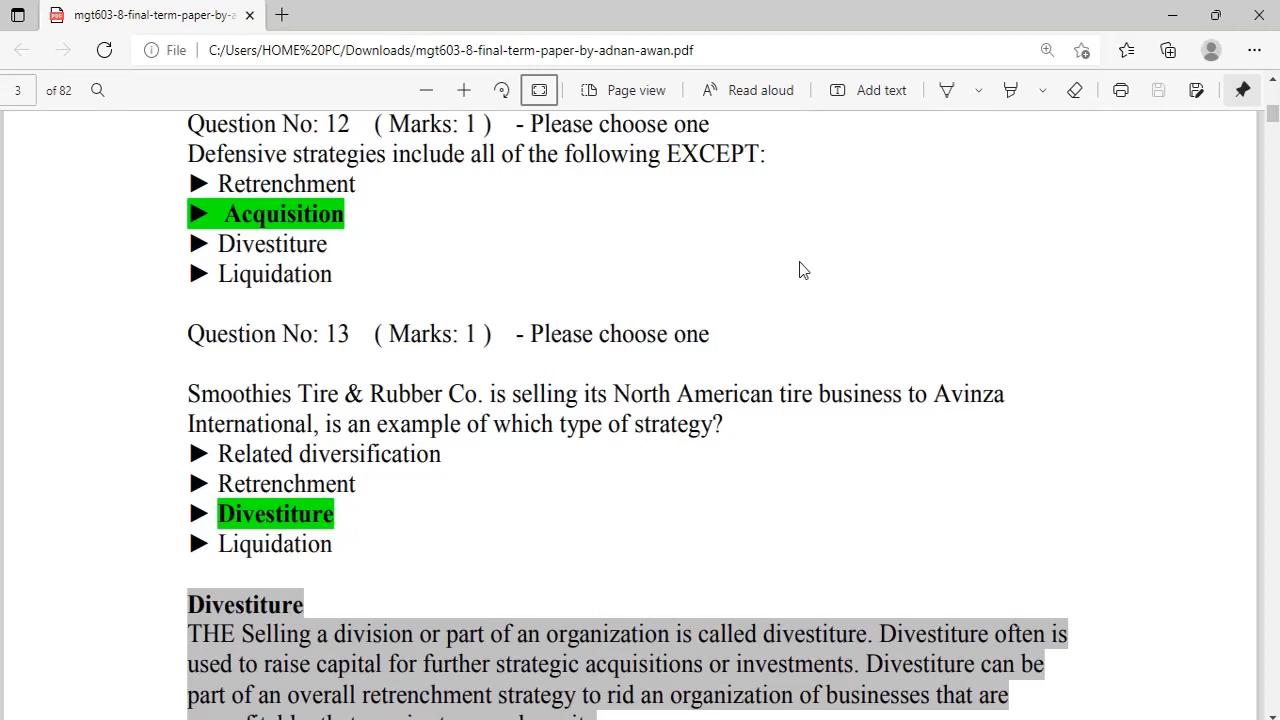 mgt603-8-final-term-paper-by-a
File
C:/Users/HOME%20PC/Downloads/mgt603-8-final-term-paper-by-adnan-awan.pdf
3 of 82
Page view
Read aloud
Add text
Question No: 12 ( Marks: 1 ) - Please choose one
Defensive strategies include all of the following EXCEPT:
► Retrenchment
► Acquisition
► Divestiture
► Liquidation
Question No: 13 ( Marks: 1 ) - Please choose one
Smoothies Tire & Rubber Co. is selling its North American tire business to Avinza
International, is an example of which type of strategy?
► Related diversification
► Retrenchment
► Divestiture
► Liquidation
Divestiture
THE Selling a division or part of an organization is called divestiture. Divestiture often is
used to raise capital for further strategic acquisitions or investments. Divestiture can be
part of an overall retrenchment strategy to rid an organization of businesses that are